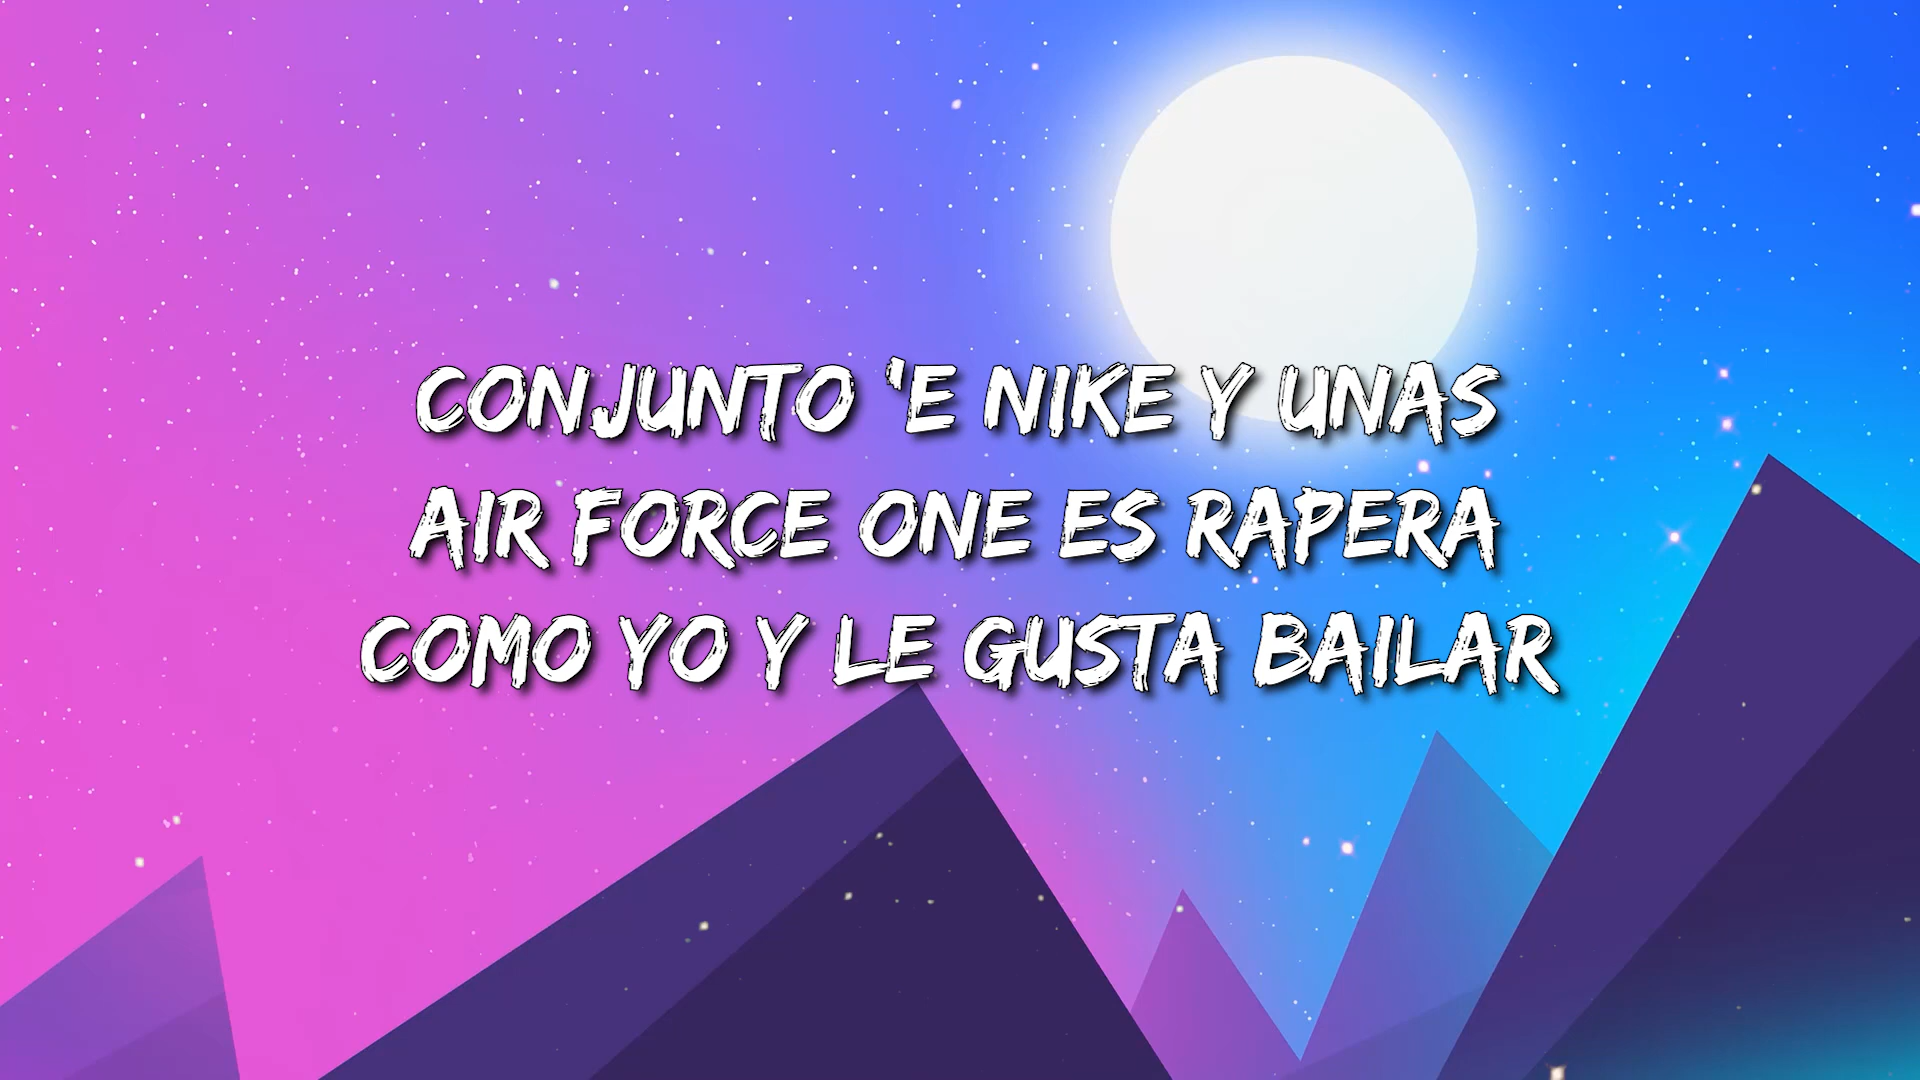 CONJUNTO 'E NIKE Y UNAS
AIR FORCE ONE ES RAPERA
COMO YO Y LE GUSTA BAILAR